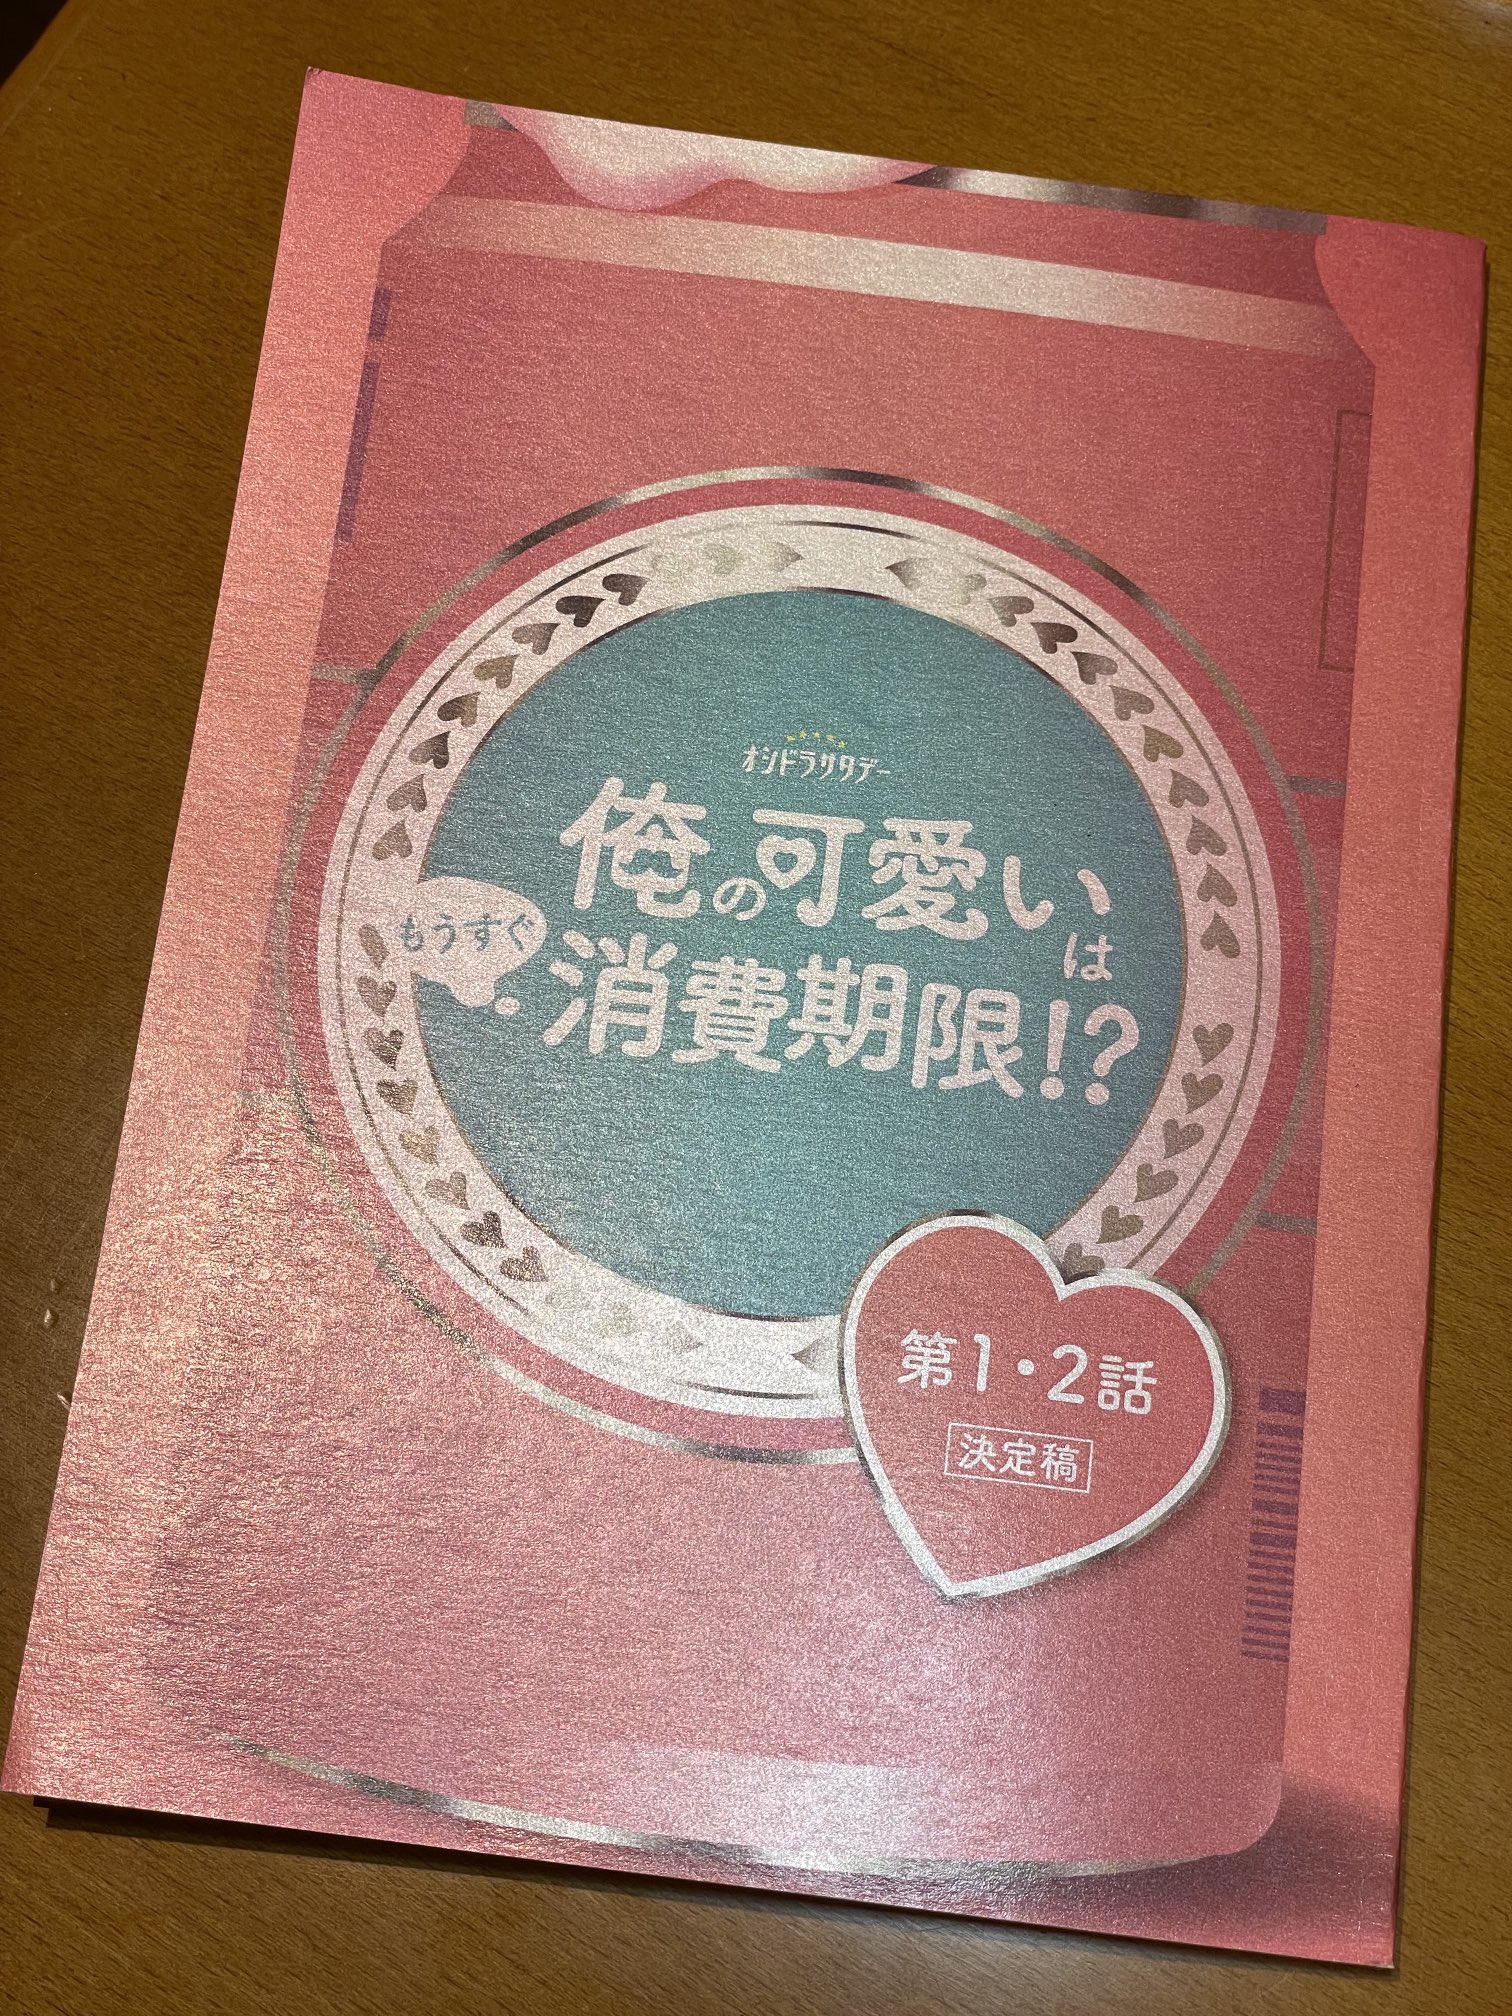 オシドラサタデー
俺の可愛いは
もうすぐ
消費期限!?
第1・2話
決定稿